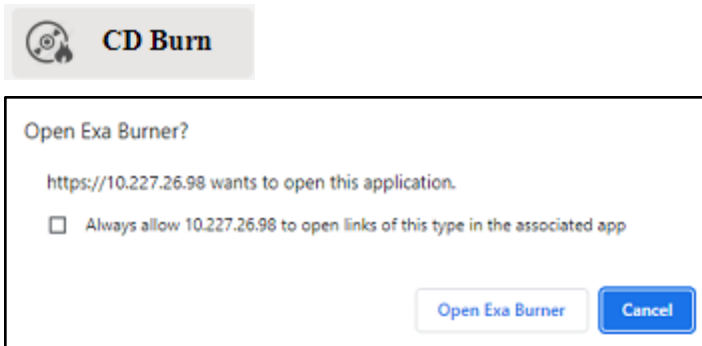 CD Burn
Open Exa Burner?
https://10.227.26.98 wants to open this application.
Always allow 10.227.26.98 to open links of this type in the associated app
Open Exa Burner
Cancel